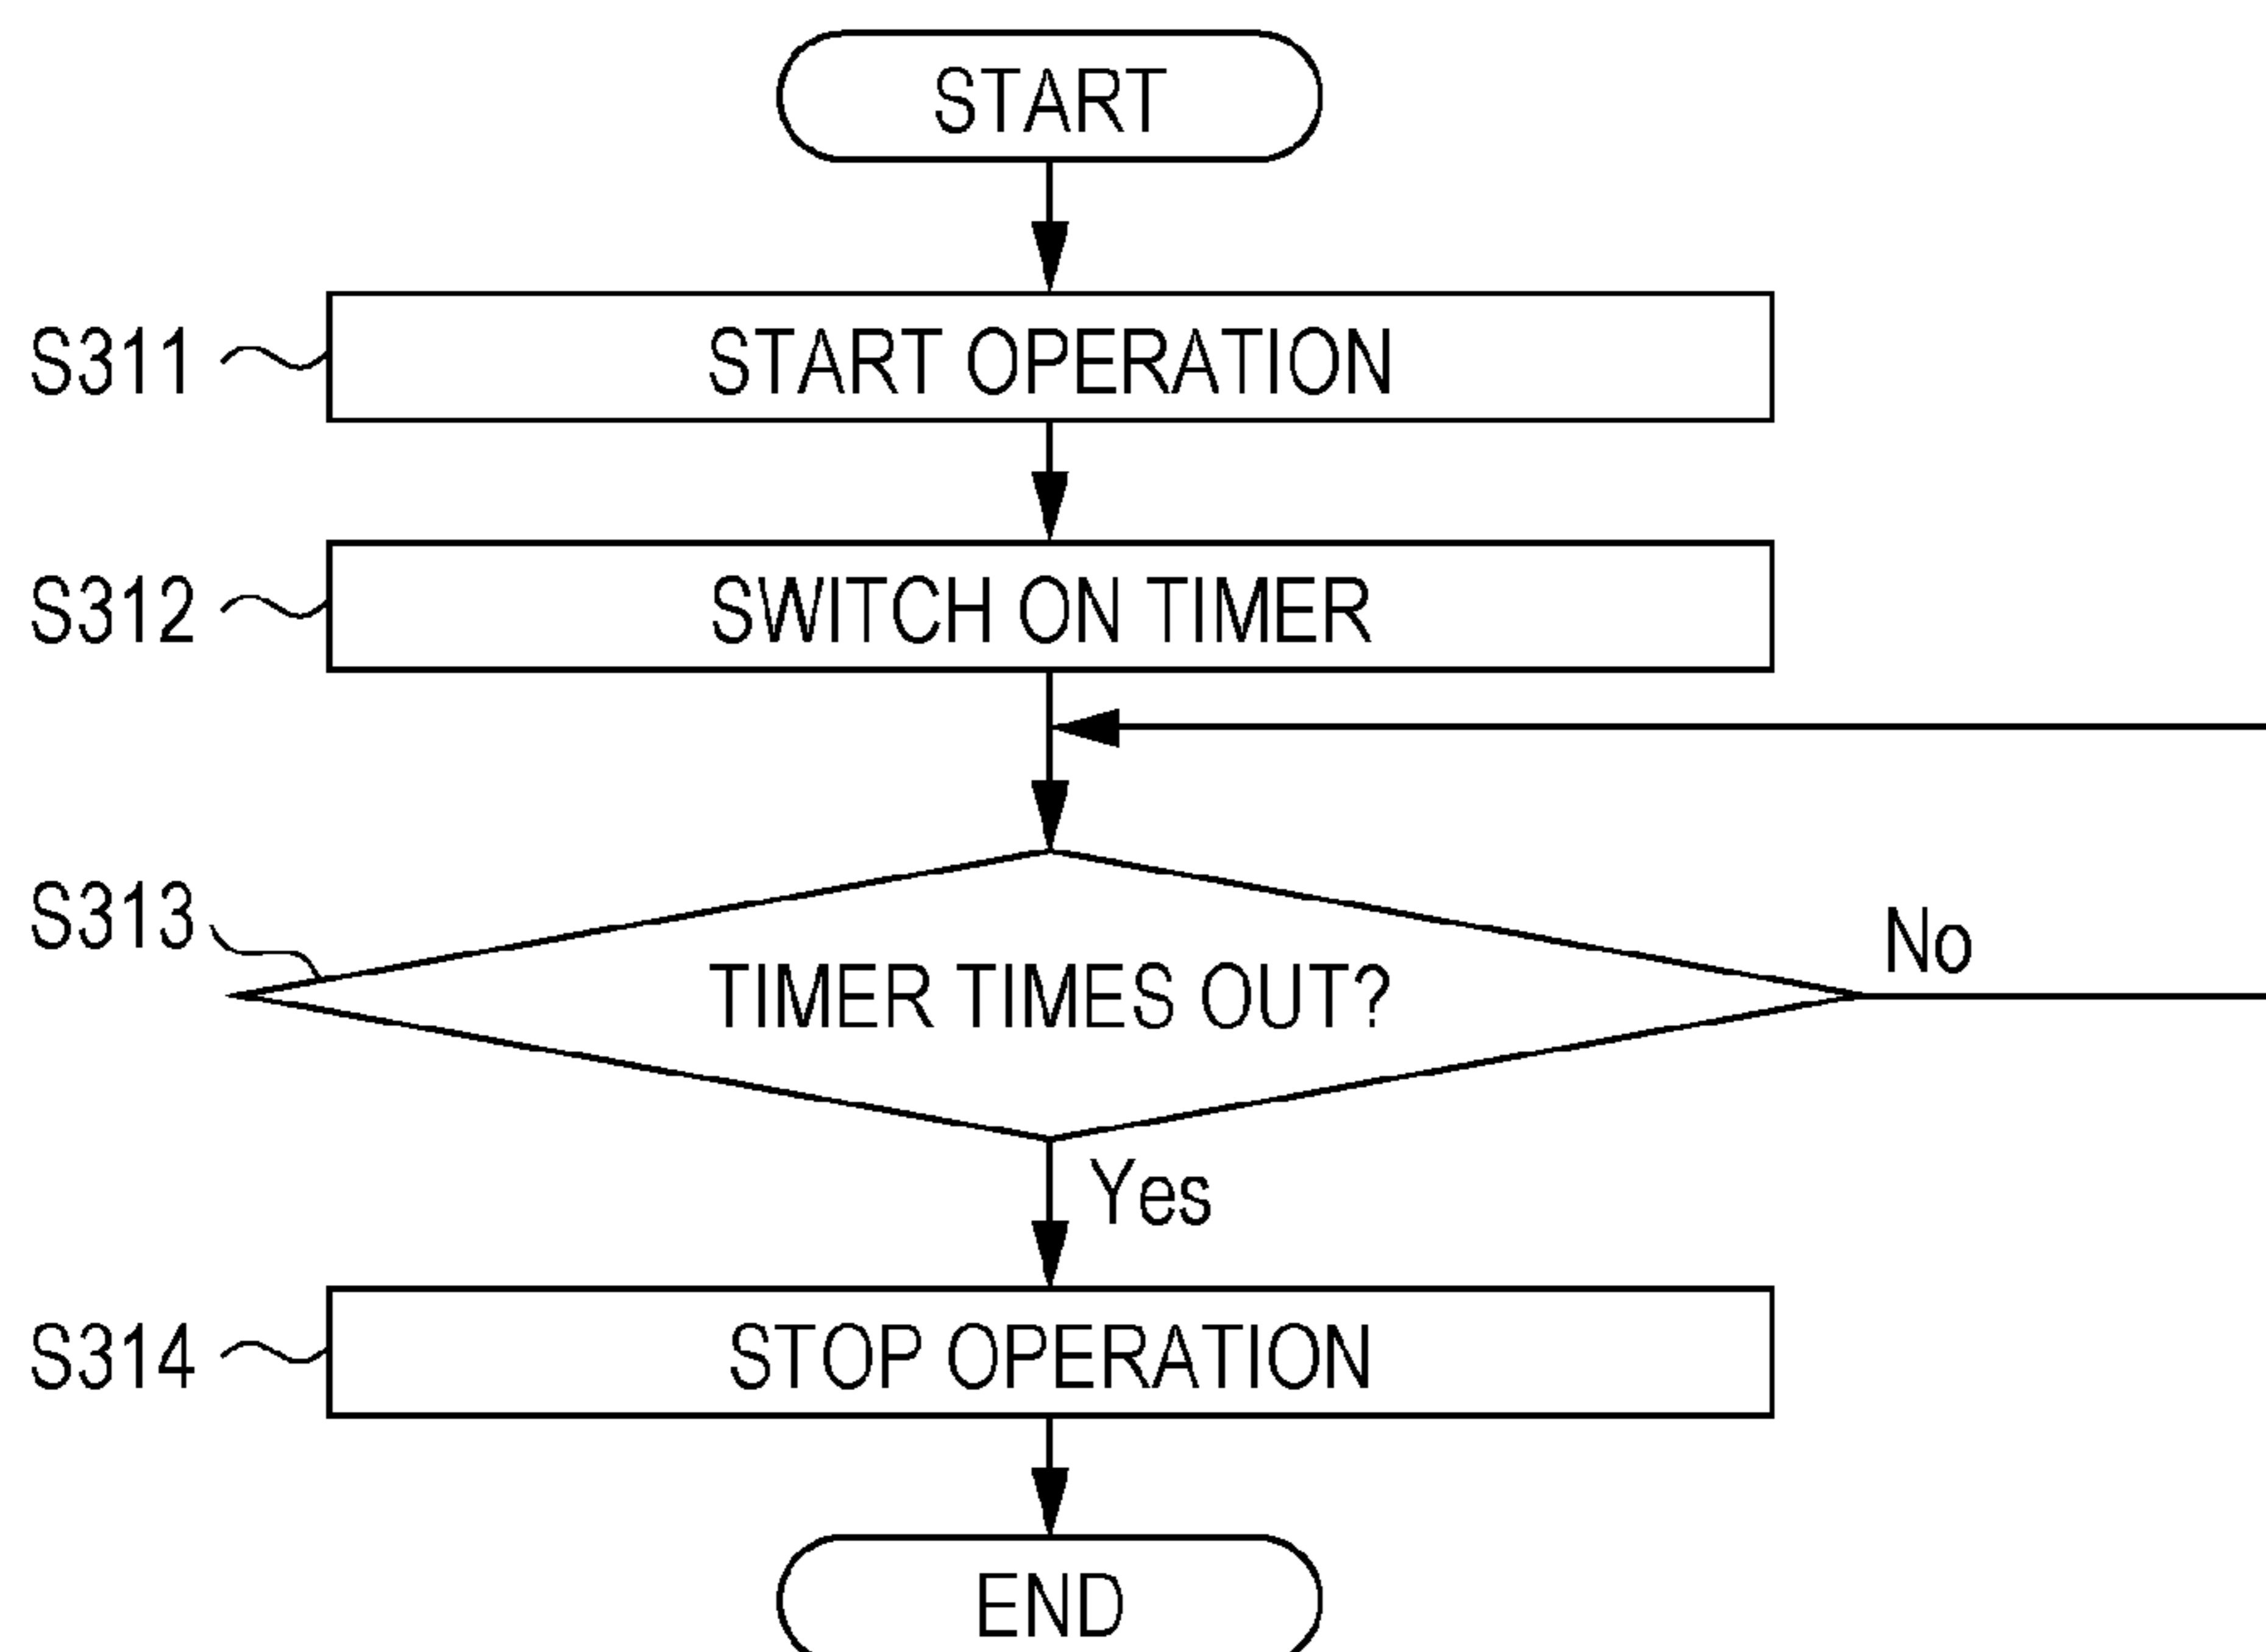 START
S311 START OPERATION
S312 SWITCH ON TIMER
S313 TIMER TIMES OUT?
No
Yes
S314 STOP OPERATION
END